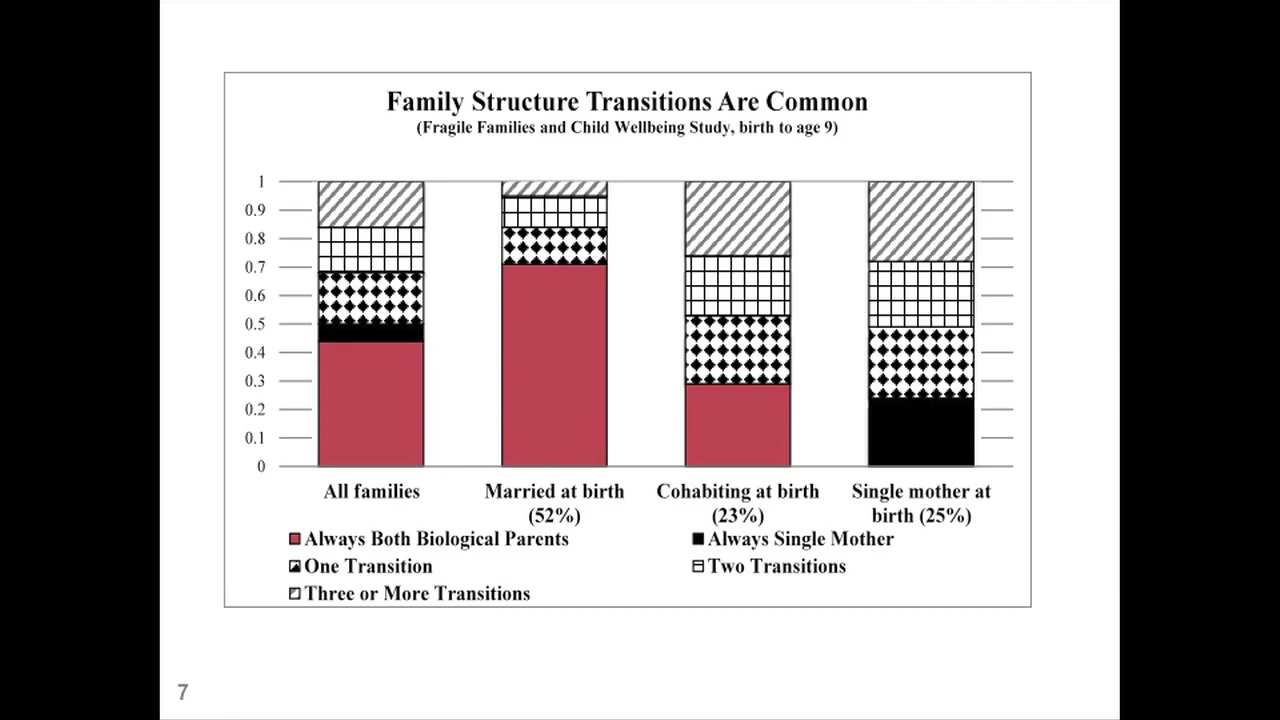 Family Structure Transitions Are Common
(Fragile Families and Child Wellbeing Study, birth to age 9)
1
0.9
0.8
0.7
0.6
0.5
0.4
0.3
0.2
0.1
0
All families
Married at birth
(52%)
Cohabiting at birth
(23%)
Single mother at
birth (25%)
Always Both Biological Parents
Always Single Mother
One Transition
Two Transitions
Three or More Transitions
7